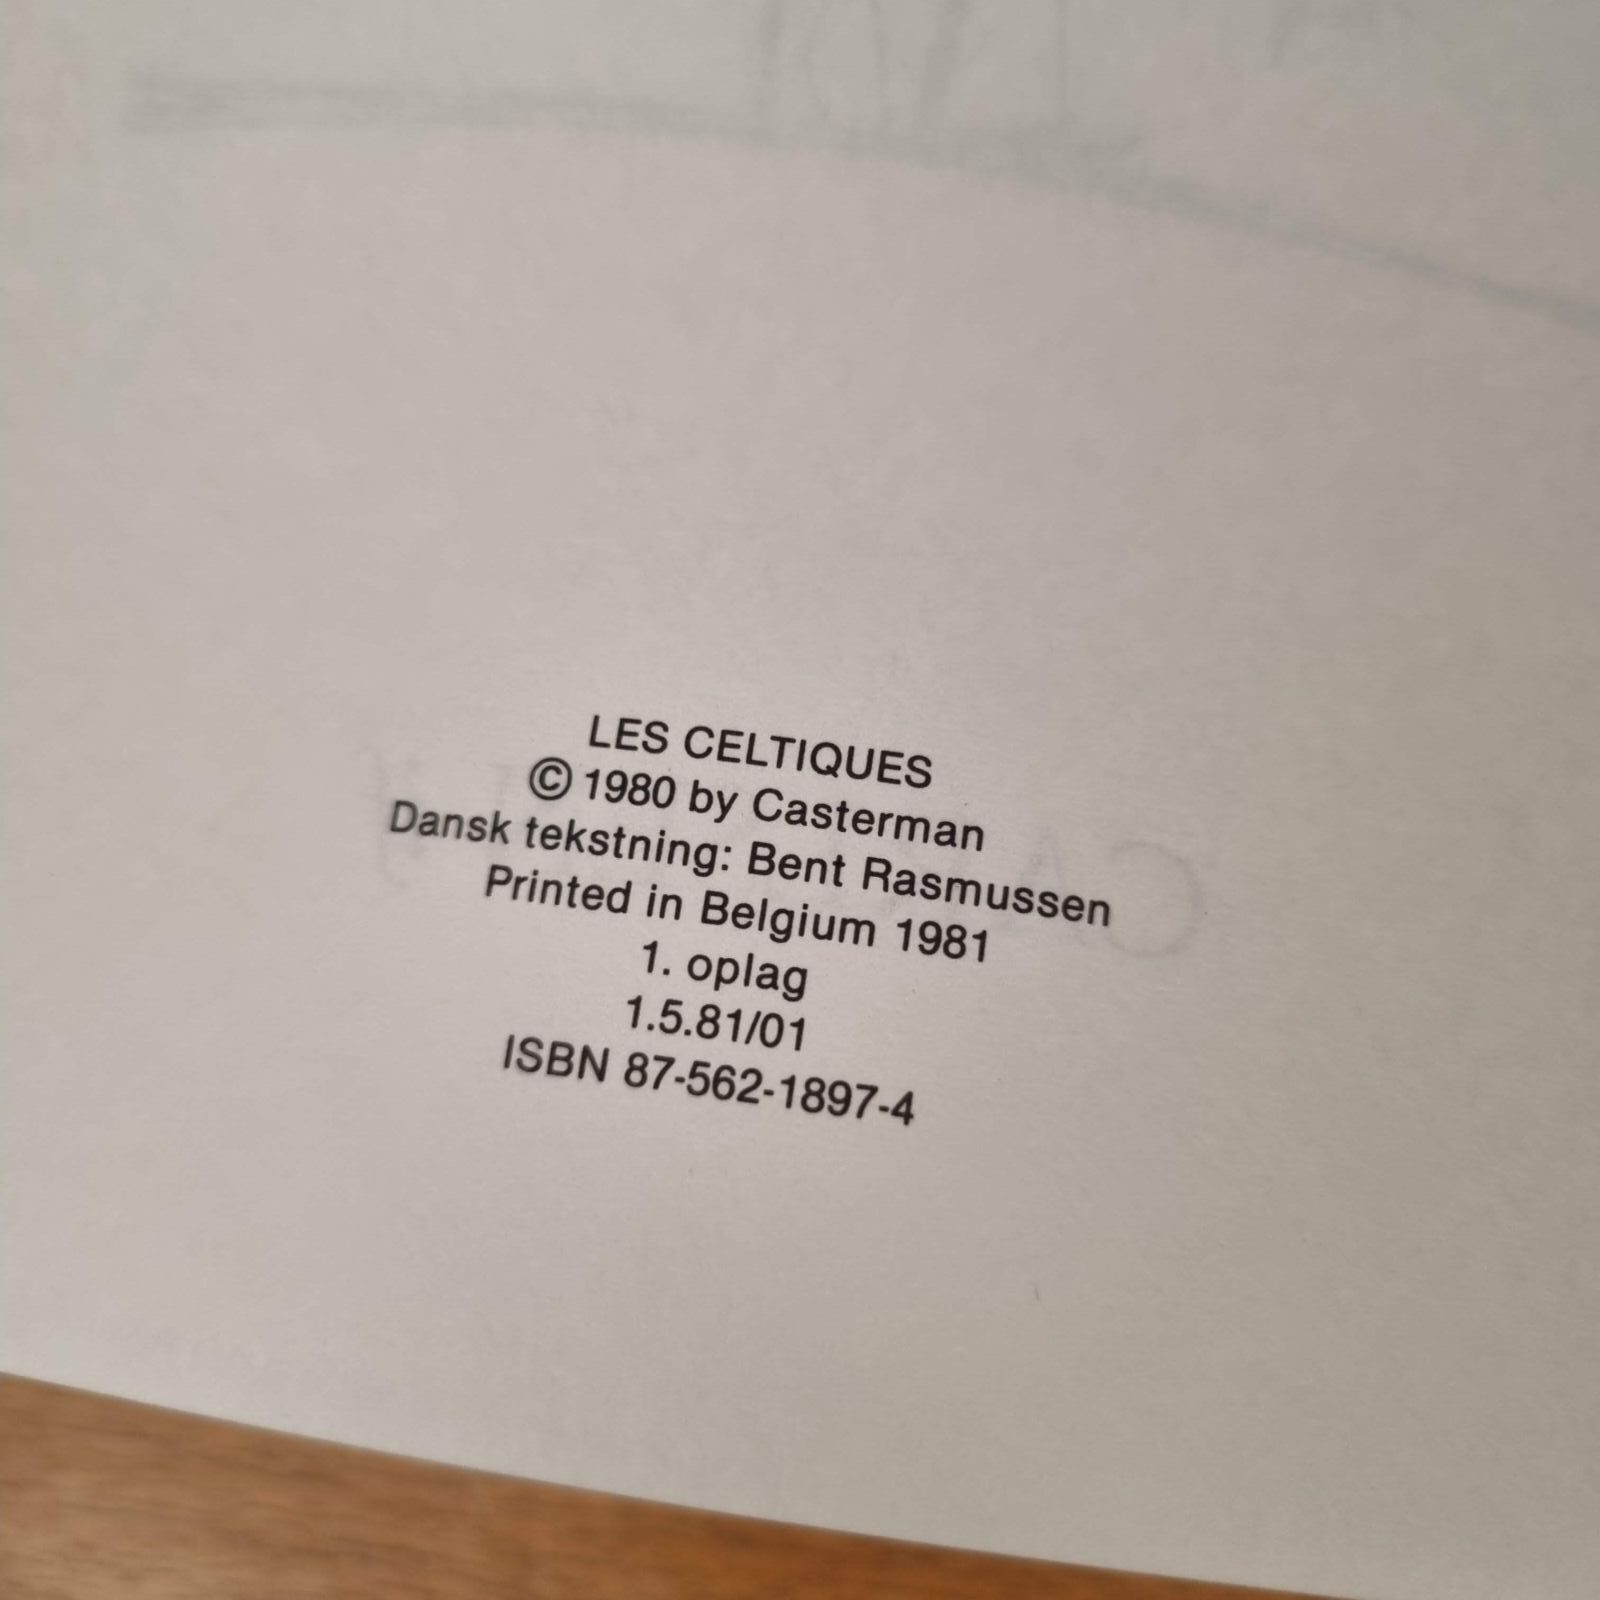 LES CELTIQUES
© 1980 by Casterman
Dansk tekstning: Bent Rasmussen
Printed in Belgium 1981
1. oplag
1.5.81/01
ISBN 87-562-1897-4